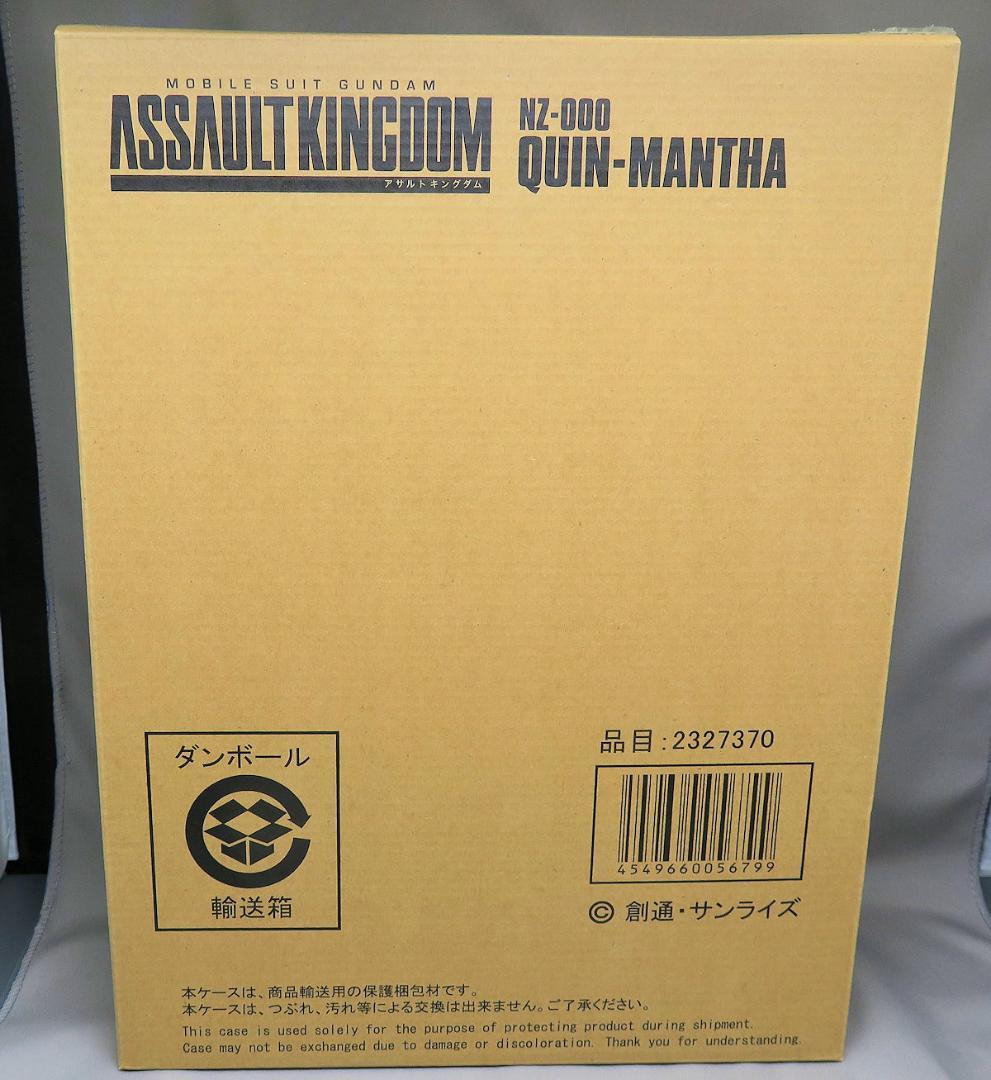 MOBILE SUIT GUNDAM
ASSAULT KINGDOM
アサルトキングダム
NZ-000
QUIN-MANTHA
ダンボール
輸送箱
品目:2327370
4549660056799
© 創通・サンライズ
本ケースは、商品輸送用の保護梱包材です。
本ケースは、つぶれ、汚れ等による交換は出来ません。ご了承ください。
This case is used solely for the purpose of protecting product during shipment.
Case may not be exchanged due to damage or discoloration. Thank you for understanding.